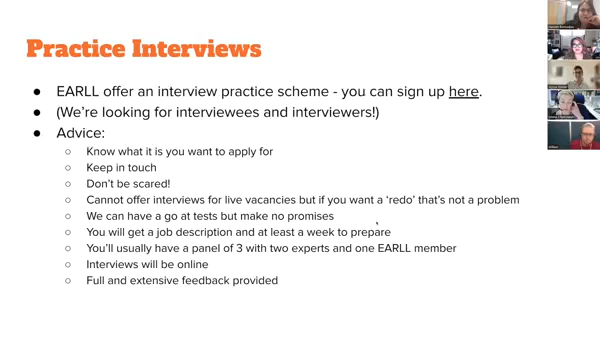 Practice Interviews
● EARLL offer an interview practice scheme - you can sign up here.
● (We're looking for interviewees and interviewers!)
● Advice:
○ Know what it is you want to apply for
○ Keep in touch
○ Don't be scared!
○ Cannot offer interviews for live vacancies but if you want a 'redo' that's not a problem
○ We can have a go at tests but make no promises
○ You will get a job description and at least a week to prepare
○ You'll usually have a panel of 3 with two experts and one EARLL member
○ Interviews will be online
○ Full and extensive feedback provided